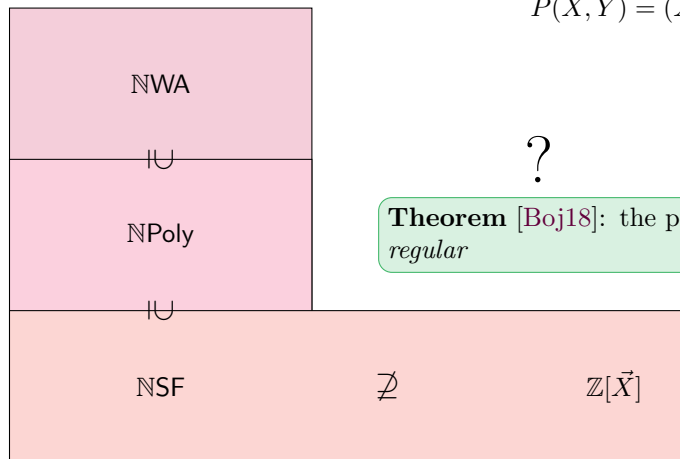 P(X, Y) = (
ℕWA
|∪
?
Theorem [Boj18]: the p
ℕPoly
regular
|∪
ℕSF ⊉ ℤ[X⃗]